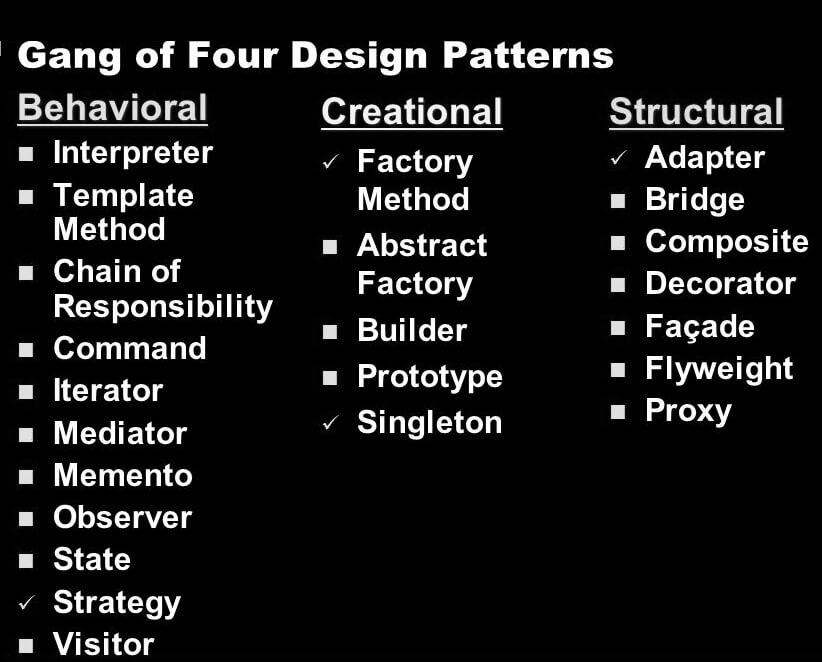 Gang of Four Design Patterns
Behavioral
Interpreter
Template
Method
Chain of
Responsibility
Command
Iterator
Mediator
Memento
Observer
State
Strategy
Visitor
Creational
Factory
Method
Abstract
Factory
Builder
Prototype
Singleton
Structural
Adapter
Bridge
Composite
Decorator
Façade
Flyweight
Proxy